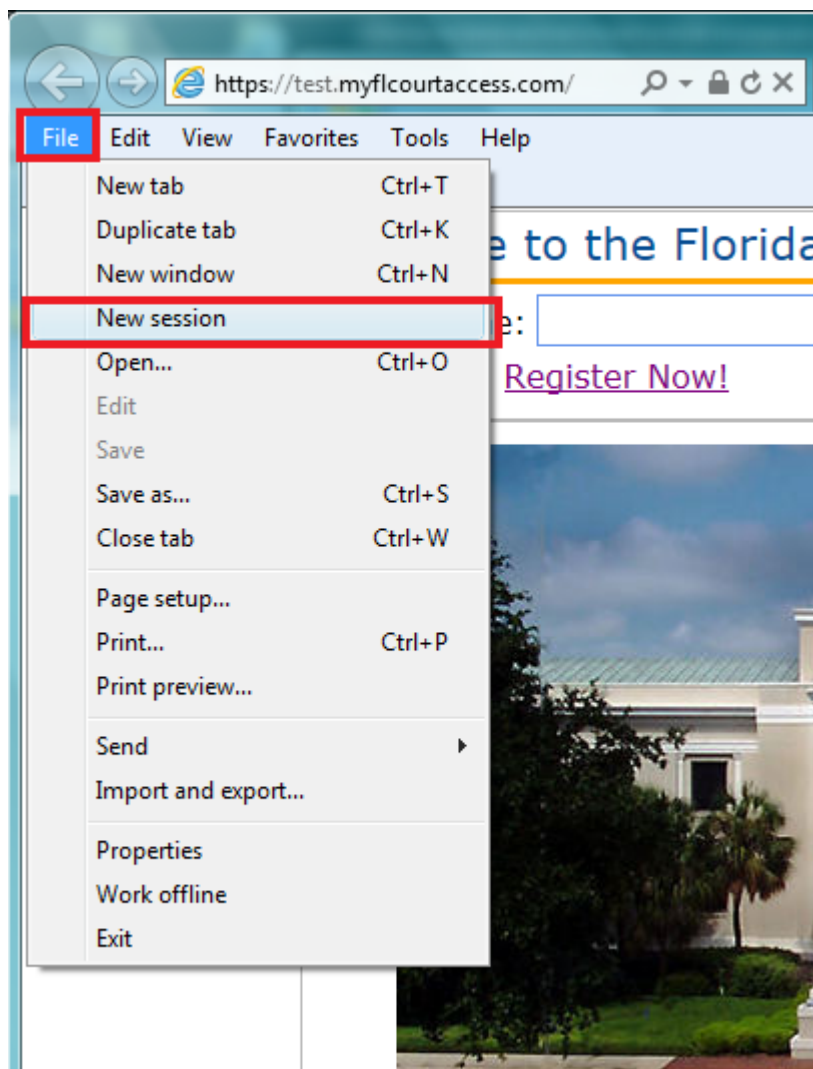 https://test.myflcourtaccess.com/
File Edit View Favorites Tools Help
New tab Ctrl+T
Duplicate tab Ctrl+K
New window Ctrl+N
New session
Open... Ctrl+O
Edit
Save
Save as... Ctrl+S
Close tab Ctrl+W
Page setup...
Print... Ctrl+P
Print preview...
Send
Import and export...
Properties
Work offline
Exit
e to the Florida
e:
Register Now!